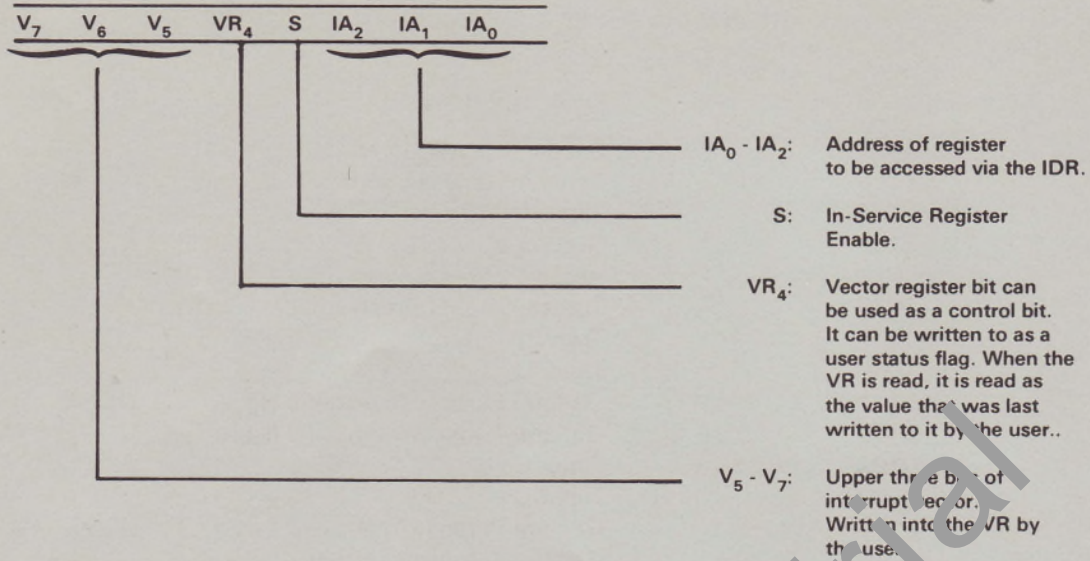 V₇ V₆ V₅ VR₄ S IA₂ IA₁ IA₀
IA₀ - IA₂: Address of register
to be accessed via the IDR.
S: In-Service Register
Enable.
VR₄: Vector register bit can
be used as a control bit.
It can be written to as a
user status flag. When the
VR is read, it is read as
the value that was last
written to it by the user..
V₅ - V₇: Upper three of
interrupt vector.
Written into the VR by
the